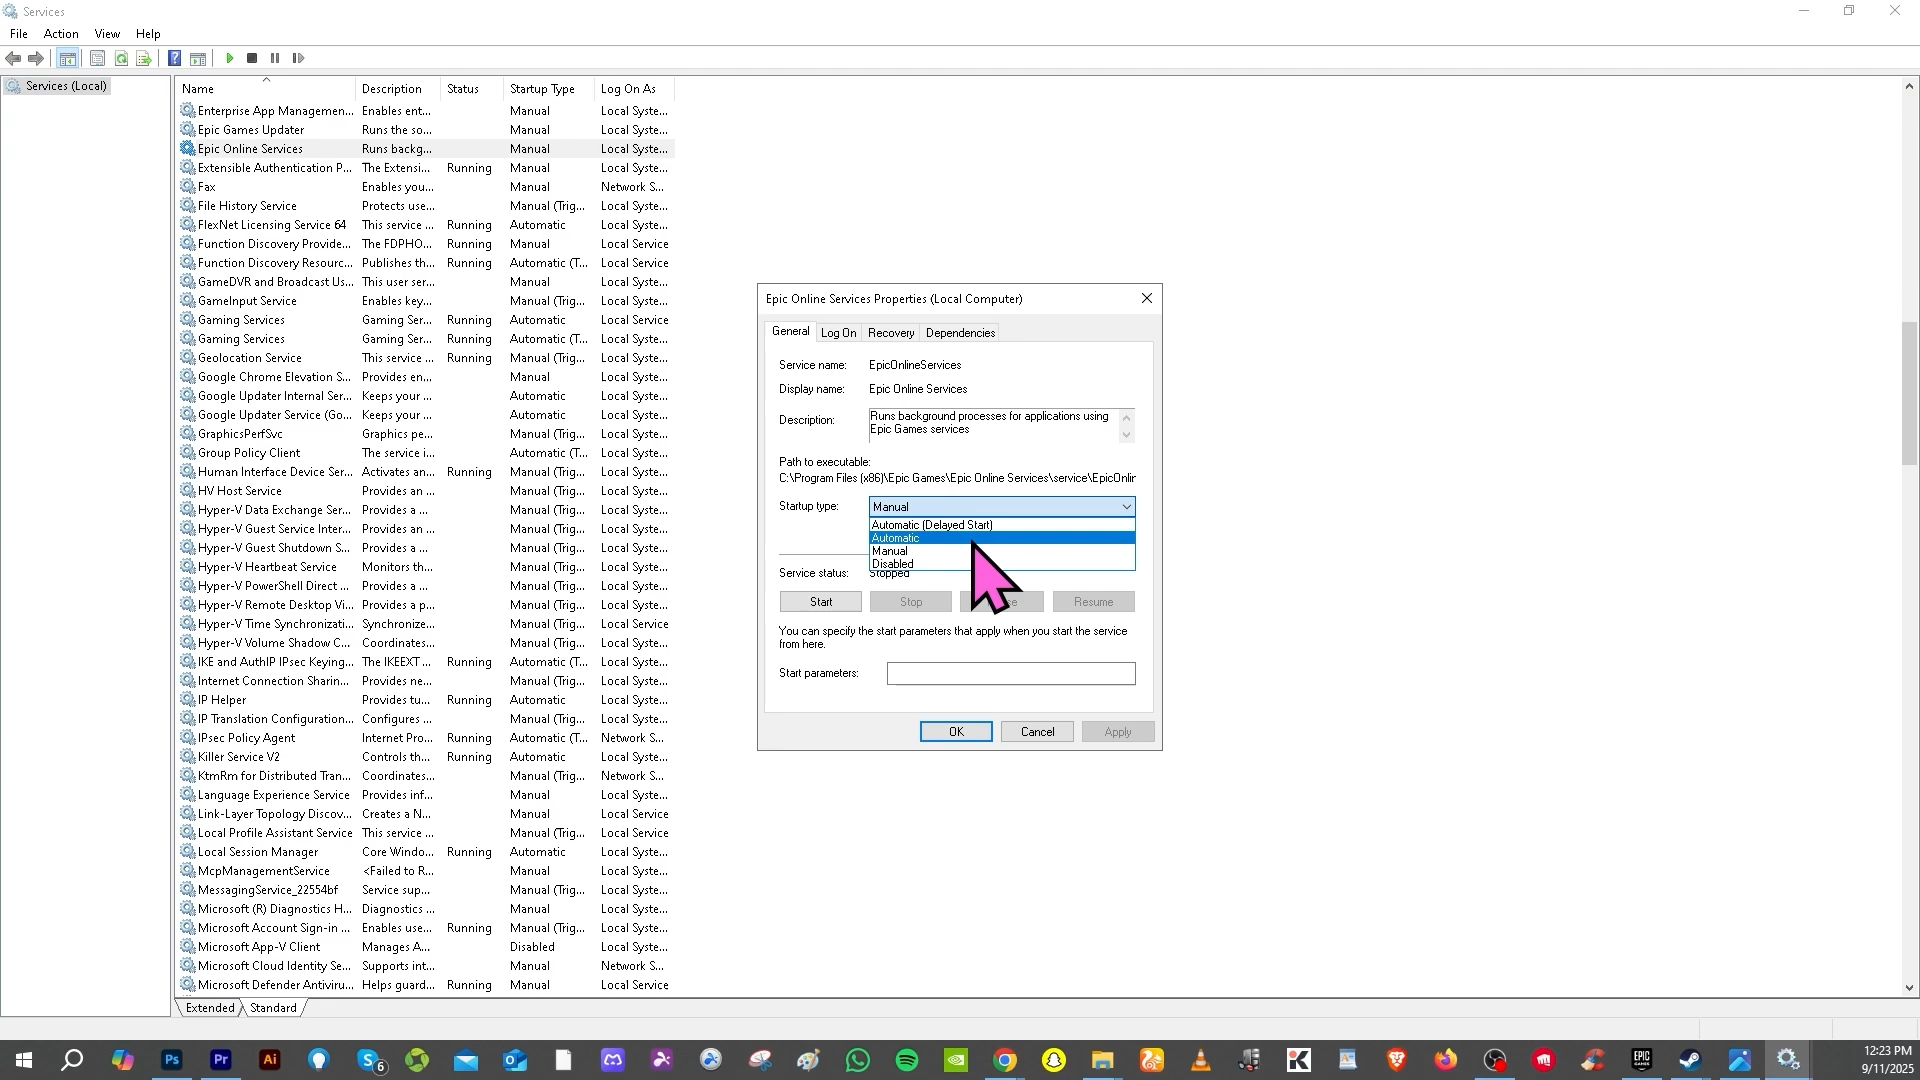 Services
File Action View Help
Services (Local)
Name Description Status Startup Type Log On As
Enterprise App Managemen... Enables ent... Manual Local Syste...
Epic Games Updater Runs the so... Manual Local Syste...
Epic Online Services Runs backg... Manual Local Syste...
Extensible Authentication P... The Extensi... Running Manual Local Syste...
Fax Enables you... Manual Network S...
File History Service Protects use... Manual (Trig... Local Syste...
FlexNet Licensing Service 64 This service ... Running Automatic Local Syste...
Function Discovery Provide... The FDPHO... Running Manual Local Service
Function Discovery Resourc... Publishes th... Running Automatic (T... Local Service
GameDVR and Broadcast Us... This user ser... Manual Local Syste...
GameInput Service Enables key... Manual (Trig... Local Syste...
Gaming Services Gaming Ser... Running Automatic Local Service
Gaming Services Gaming Ser... Running Automatic (T... Local Syste...
Geolocation Service This service ... Running Manual (Trig... Local Syste...
Google Chrome Elevation S... Provides en... Manual Local Syste...
Google Updater Internal Ser... Keeps your ... Automatic Local Syste...
Google Updater Service (Go... Keeps your ... Automatic Local Syste...
GraphicsPerfSvc Graphics pe... Manual (Trig... Local Syste...
Group Policy Client The service i... Automatic (T... Local Syste...
Human Interface Device Ser... Activates an... Running Manual (Trig... Local Syste...
HV Host Service Provides an ... Manual (Trig... Local Syste...
Hyper-V Data Exchange Ser... Provides a ... Manual (Trig... Local Syste...
Hyper-V Guest Service Inter... Provides an ... Manual (Trig... Local Syste...
Hyper-V Guest Shutdown S... Provides a ... Manual (Trig... Local Syste...
Hyper-V Heartbeat Service Monitors th... Manual (Trig... Local Syste...
Hyper-V PowerShell Direct ... Provides a ... Manual (Trig... Local Syste...
Hyper-V Remote Desktop Vi... Provides a p... Manual (Trig... Local Syste...
Hyper-V Time Synchronizati... Synchronize... Manual (Trig... Local Service
Hyper-V Volume Shadow C... Coordinates... Manual (Trig... Local Syste...
IKE and AuthIP IPsec Keying... The IKEEXT ... Running Automatic (T... Local Syste...
Internet Connection Sharin... Provides ne... Manual (Trig... Local Syste...
IP Helper Provides tu... Running Automatic Local Syste...
IP Translation Configuration... Configures ... Manual (Trig... Local Syste...
IPsec Policy Agent Internet Pro... Running Automatic (T... Network S...
Killer Service V2 Controls th... Running Automatic Local Syste...
KtmRm for Distributed Tran... Coordinates... Manual (Trig... Network S...
Language Experience Service Provides inf... Manual Local Syste...
Link-Layer Topology Discov... Creates a N... Manual Local Service
Local Profile Assistant Service This service ... Manual (Trig... Local Service
Local Session Manager Core Windo... Running Automatic Local Syste...
McpManagementService <Failed to R... Manual Local Syste...
MessagingService_22554bf Service sup... Manual (Trig... Local Syste...
Microsoft (R) Diagnostics H... Diagnostics ... Manual Local Syste...
Microsoft Account Sign-in ... Enables use... Running Manual (Trig... Local Syste...
Microsoft App-V Client Manages A... Disabled Local Syste...
Microsoft Cloud Identity Se... Supports int... Manual Network S...
Microsoft Defender Antiviru... Helps guard... Running Manual Local Service
Extended Standard
Epic Online Services Properties (Local Computer)
General Log On Recovery Dependencies
Service name: EpicOnlineServices
Display name: Epic Online Services
Description: Runs background processes for applications using
Epic Games services
Path to executable:
C:\Program Files (x86)\Epic Games\Epic Online Services\service\EpicOnlin
Startup type: Manual
Automatic (Delayed Start)
Automatic
Manual
Disabled
Service status: Stopped
Start Stop Resume
You can specify the start parameters that apply when you start the service
from here.
Start parameters:
OK Cancel Apply
Ps Pr Ai 6 EPIC
12:23 PM
9/11/2025